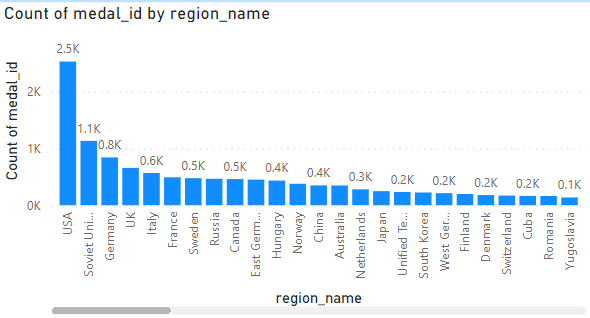 Count of medal_id by region_name
Count of medal_id
2K
1K
0K
2.5K
1.1K
0.8K
0.6K
0.5K
0.5K
0.4K
0.4K
0.3K
0.2K
0.2K
0.2K
0.2K
0.1K
USA
Soviet Uni...
Germany
UK
Italy
France
Sweden
Russia
Canada
East Germ...
Hungary
Norway
China
Australia
Netherlands
Japan
Unified Te...
South Korea
West Ger...
Finland
Denmark
Switzerland
Cuba
Romania
Yugoslavia
region_name